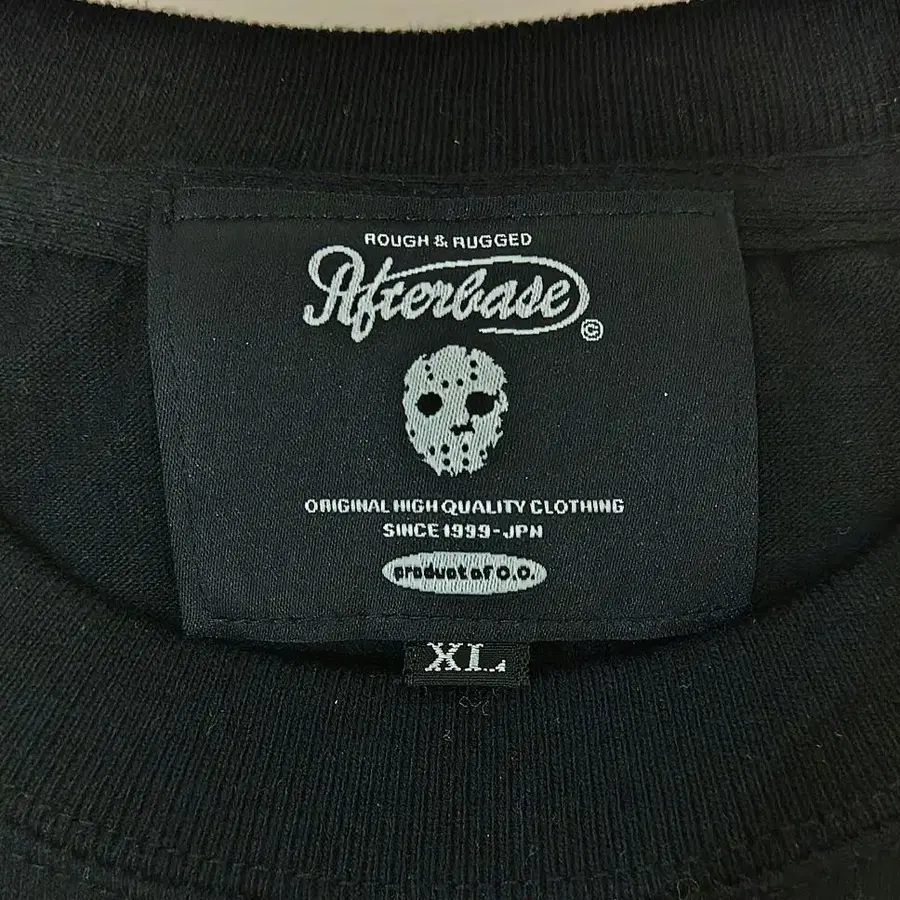 ROUGH & RUGGED
Afterbase
©
ORIGINAL HIGH QUALITY CLOTHING
SINCE 1999-JPN
product of O.O.
XL